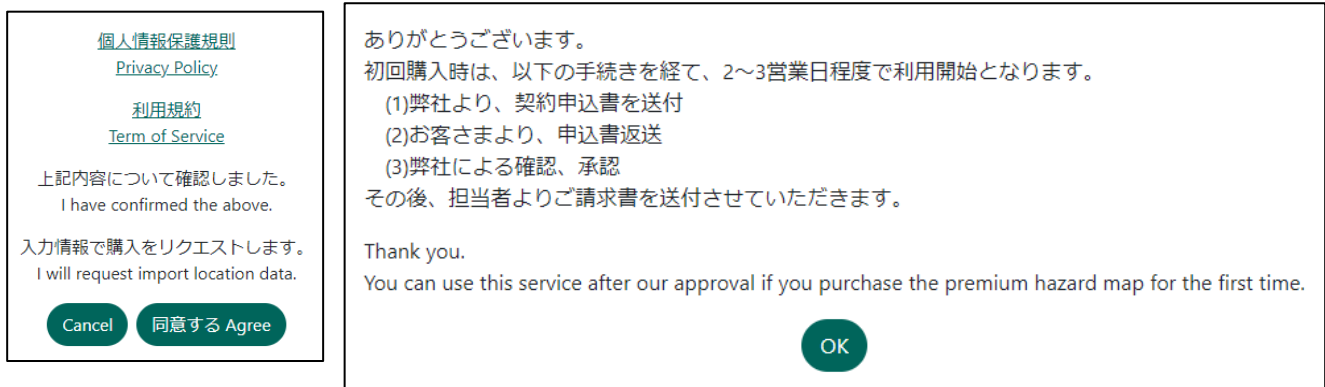 個人情報保護規則
Privacy Policy
利用規約
Term of Service
上記内容について確認しました。
I have confirmed the above.
入力情報で購入をリクエストします。
I will request import location data.
Cancel
同意する Agree
ありがとうございます。
初回購入時は、以下の手続きを経て、2～3営業日程度で利用開始となります。
(1)弊社より、契約申込書を送付
(2)お客さまより、申込書返送
(3)弊社による確認、承認
その後、担当者よりご請求書を送付させていただきます。
Thank you.
You can use this service after our approval if you purchase the premium hazard map for the first time.
OK